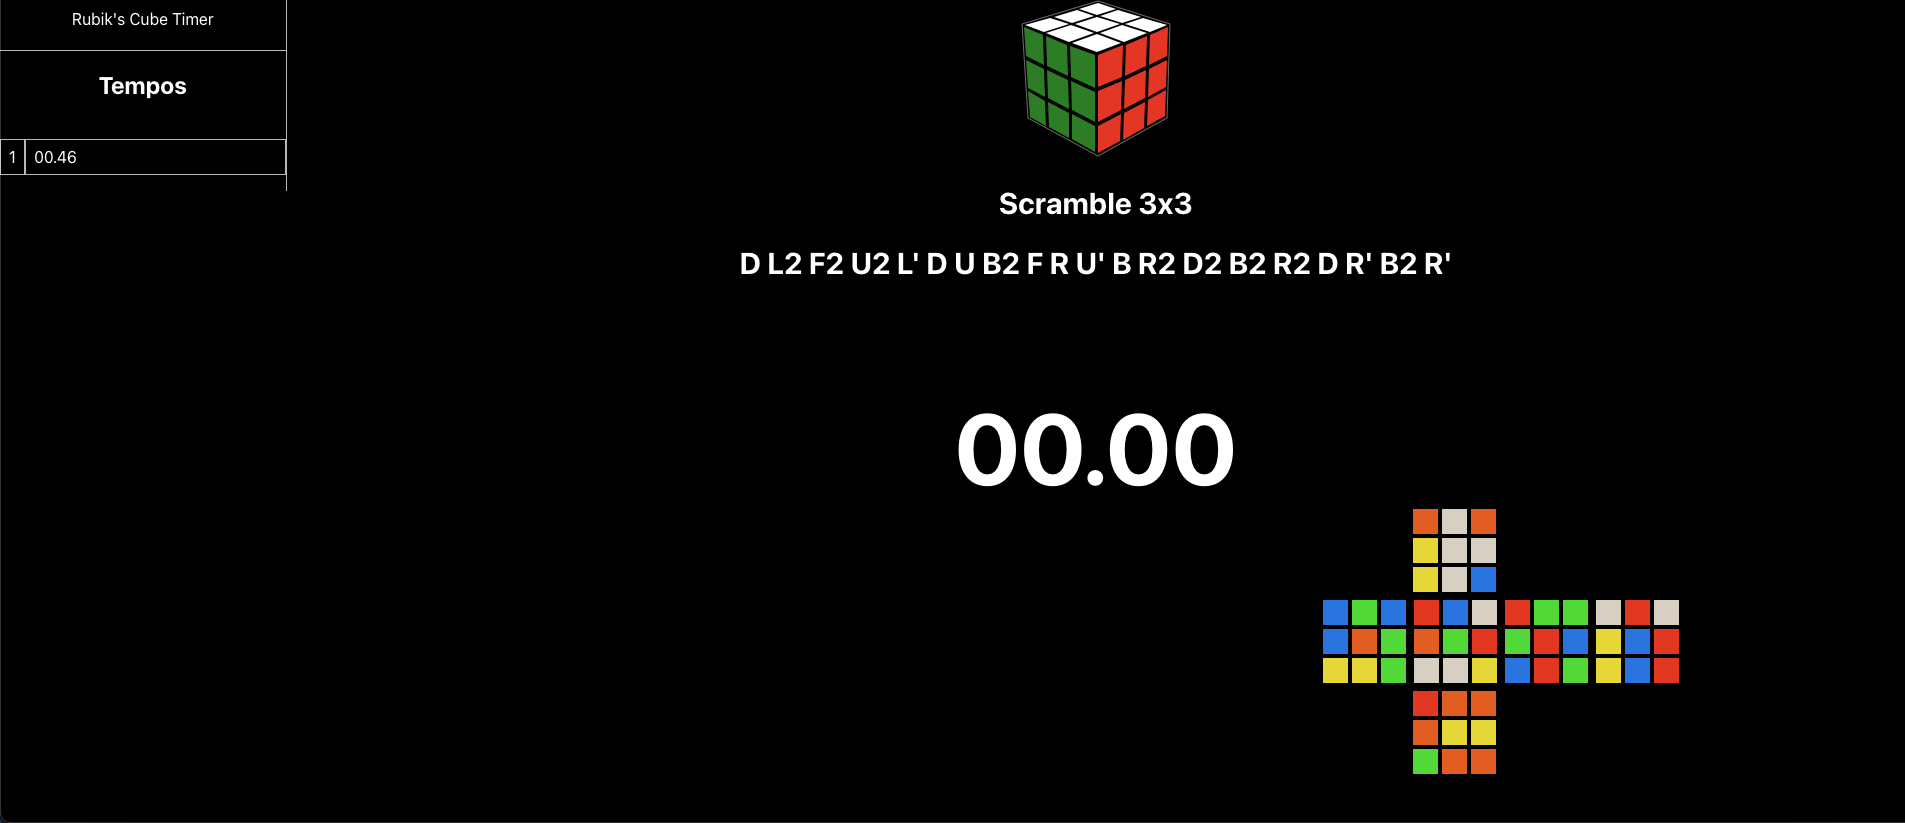 Rubik's Cube Timer
Tempos
1 00.46
Scramble 3x3
D L2 F2 U2 L' D U B2 F R U' B R2 D2 B2 R2 D R' B2 R'
00.00